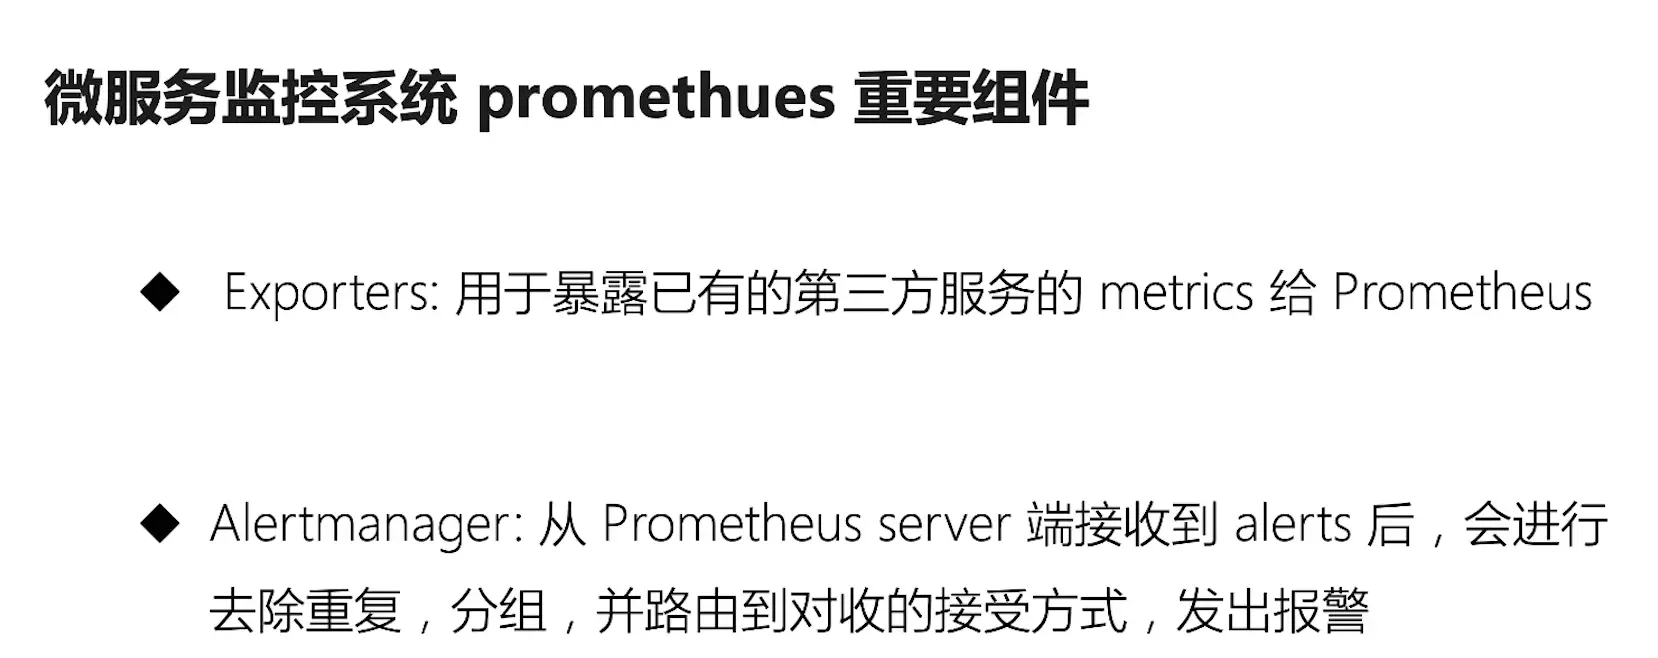 微服务监控系统 promethues 重要组件
◆ Exporters: 用于暴露已有的第三方服务的 metrics 给 Prometheus
◆ Alertmanager: 从 Prometheus server 端接收到 alerts 后，会进行
去除重复，分组，并路由到对收的接受方式，发出报警